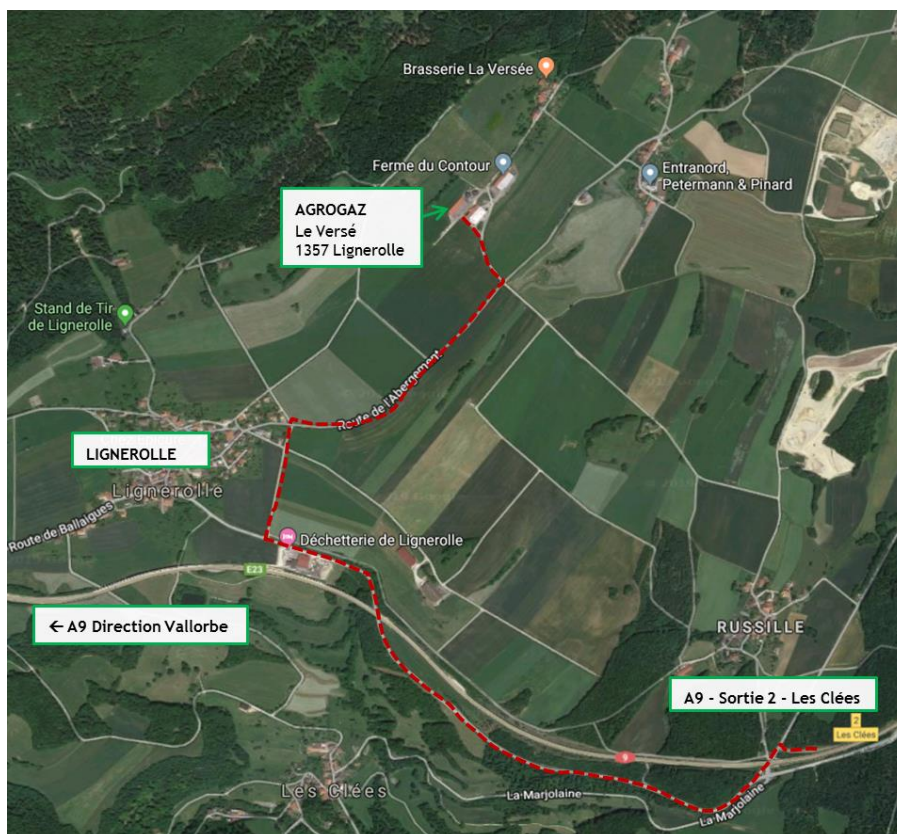 Brasserie La Versée
Ferme du Contour
Entranord,
Petermann & Pinard
AGROGAZ
Le Versé
1357 Lignerolle
Stand de Tir
de Lignerolle
Route de l'Abergement
LIGNEROLLE
Lignerolle
Route de Ballaigues
Déchetterie de Lignerolle
E23
← A9 Direction Vallorbe
RUSSILLE
A9 - Sortie 2 - Les Clées
2
Les Clées
9
Les Clées
La Marjolaine
La Marjolaine